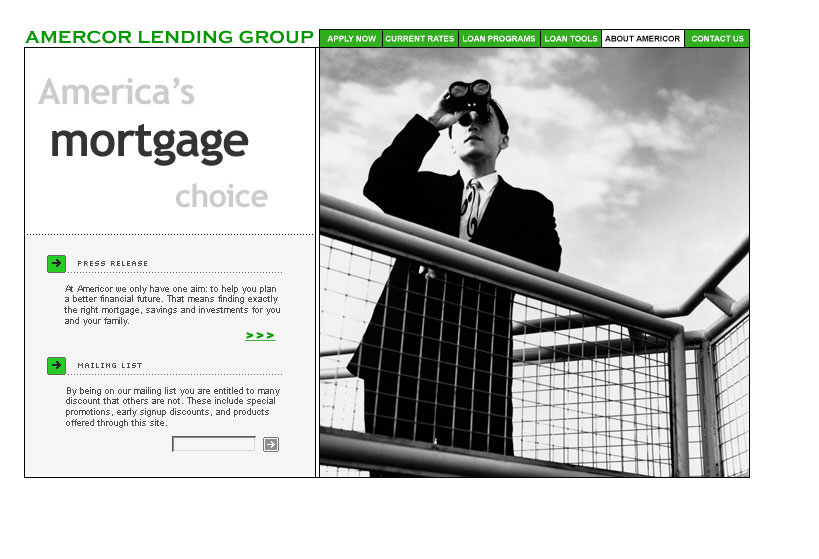 AMERCOR LENDING GROUP
APPLY NOW
CURRENT RATES
LOAN PROGRAMS
LOAN TOOLS
ABOUT AMERICOR
CONTACT US
America's
mortgage
choice
PRESS RELEASE
At Americor we only have one aim: to help you plan
a better financial future. That means finding exactly
the right mortgage, savings and investments for you
and your family.
> > >
MAILING LIST
By being on our mailing list you are entitled to many
discount that others are not. These include special
promotions, early signup discounts, and products
offered through this site.